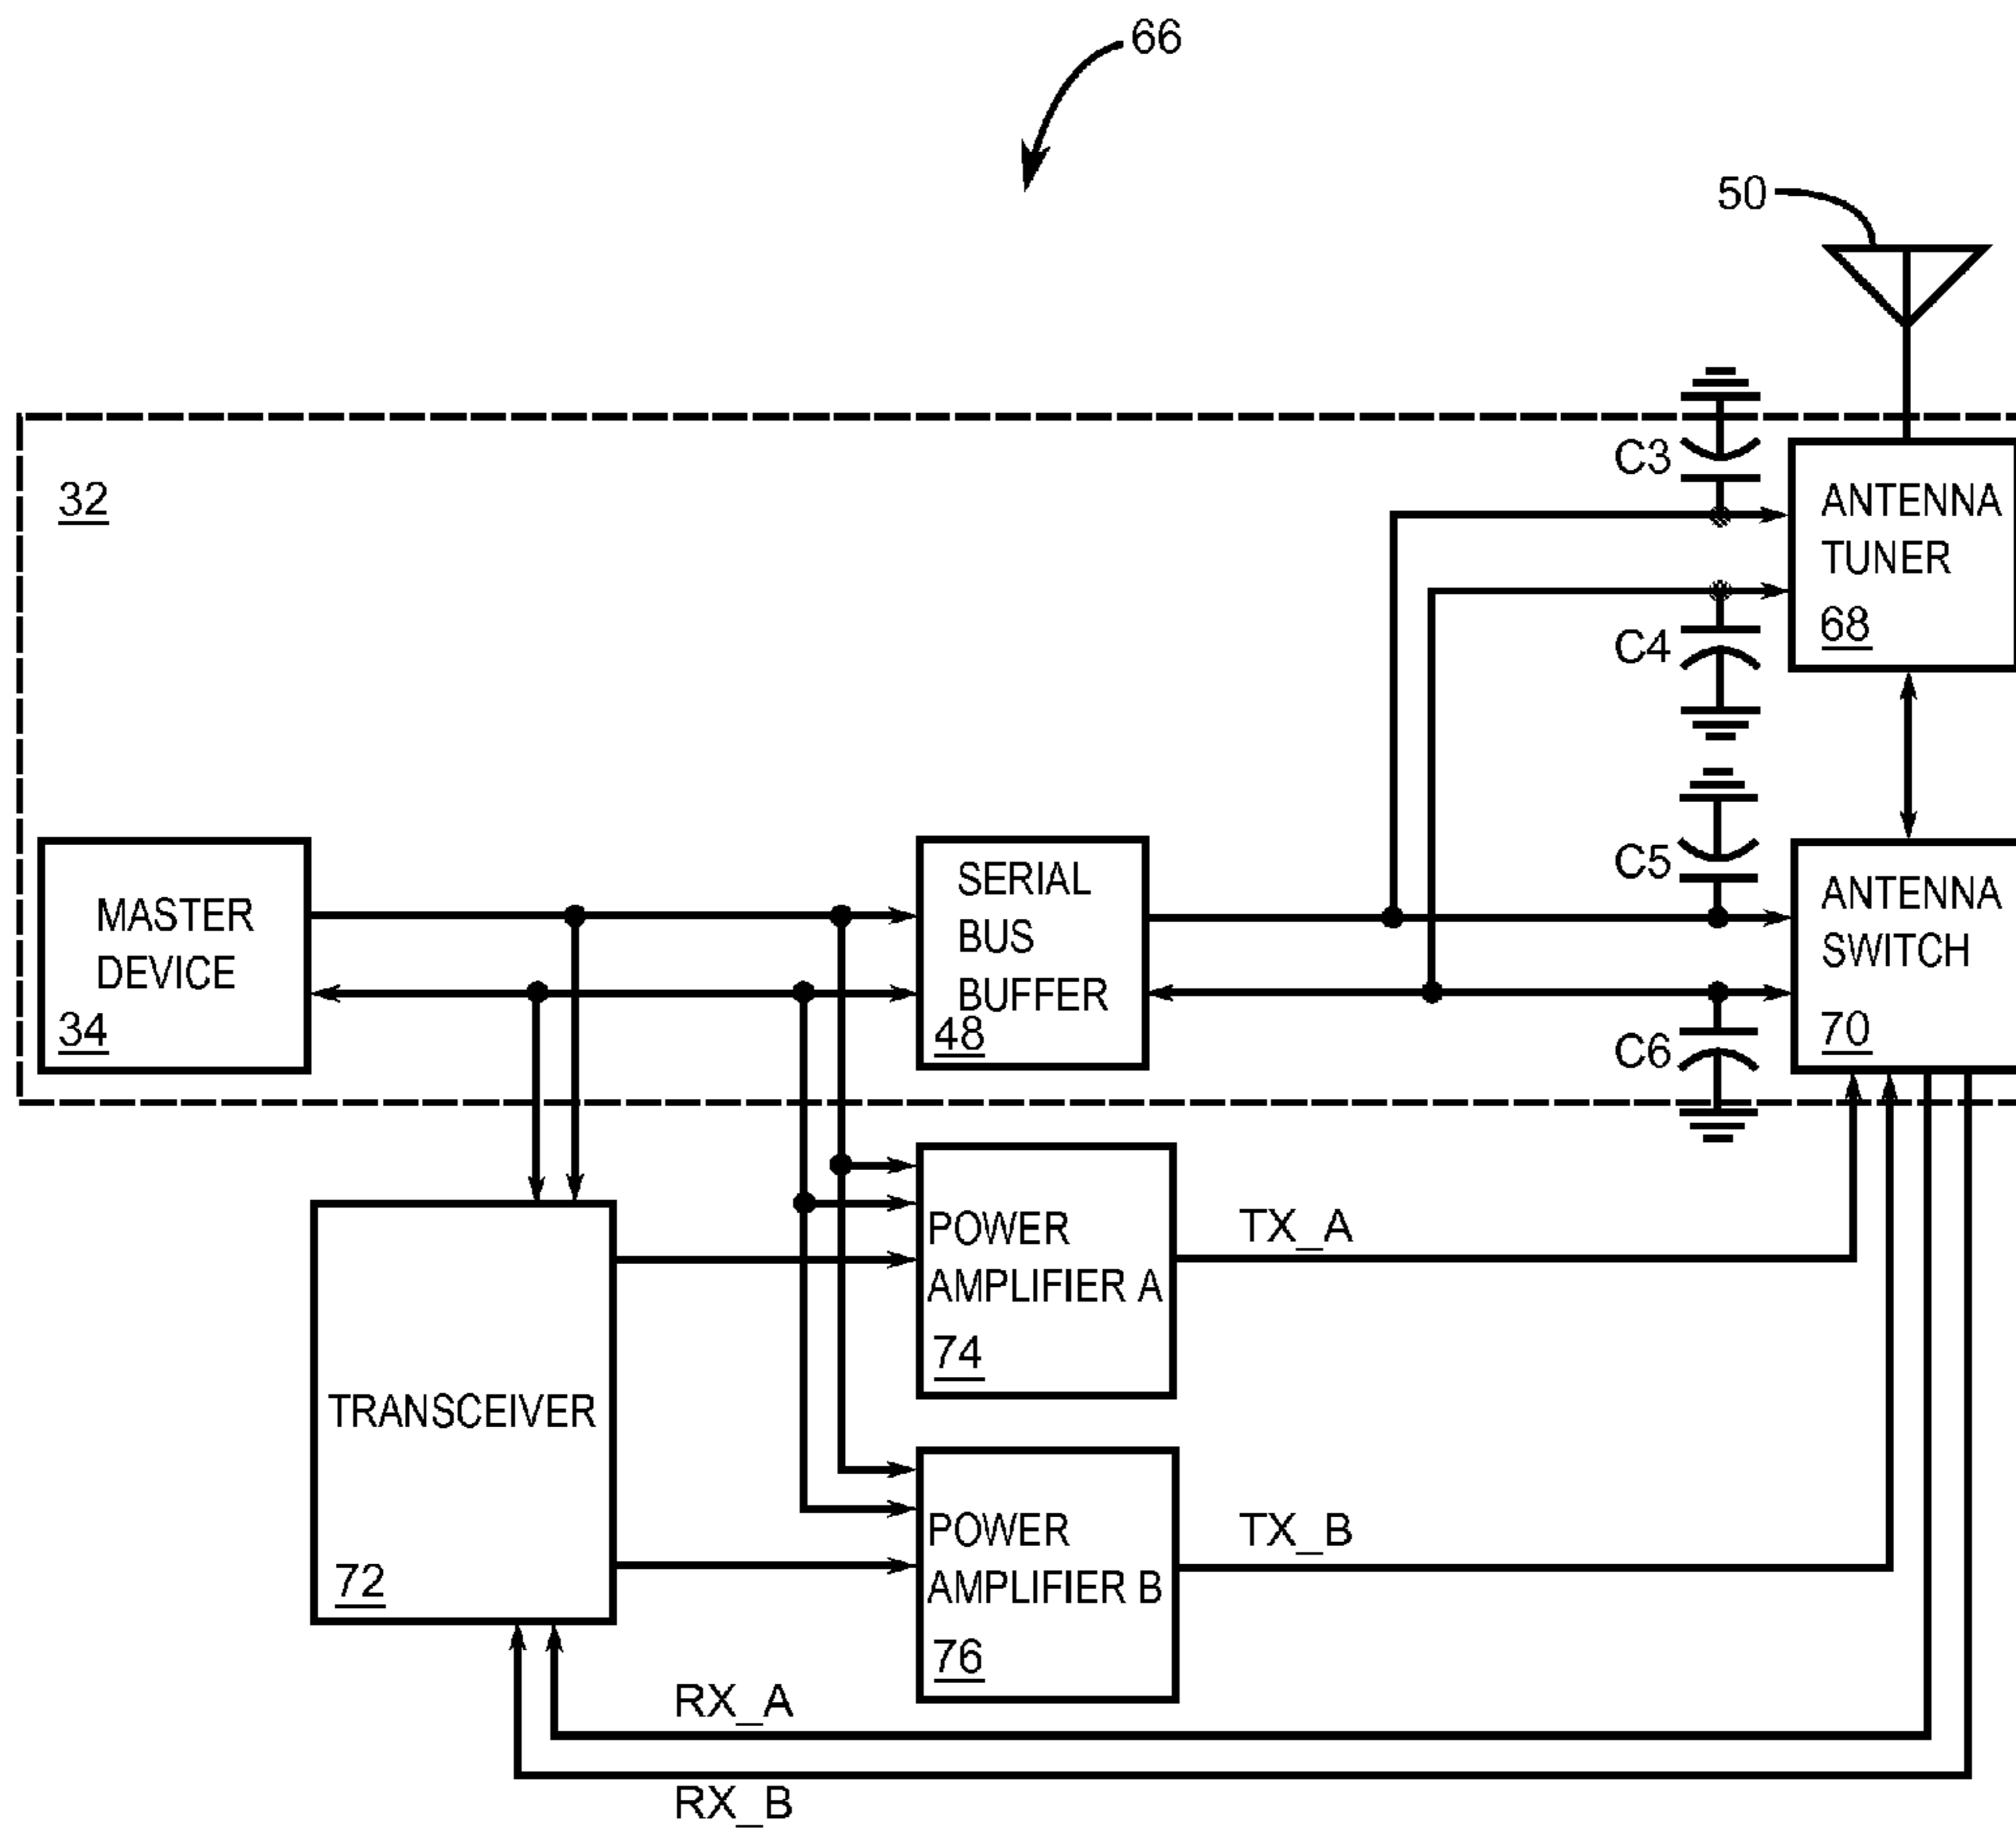 66
50
32
C3
ANTENNA
TUNER
68
C4
MASTER
DEVICE
34
SERIAL
BUS
BUFFER
48
C5
ANTENNA
SWITCH
70
C6
TRANSCEIVER
72
POWER
AMPLIFIER A
74
TX_A
POWER
AMPLIFIER B
76
TX_B
RX_A
RX_B